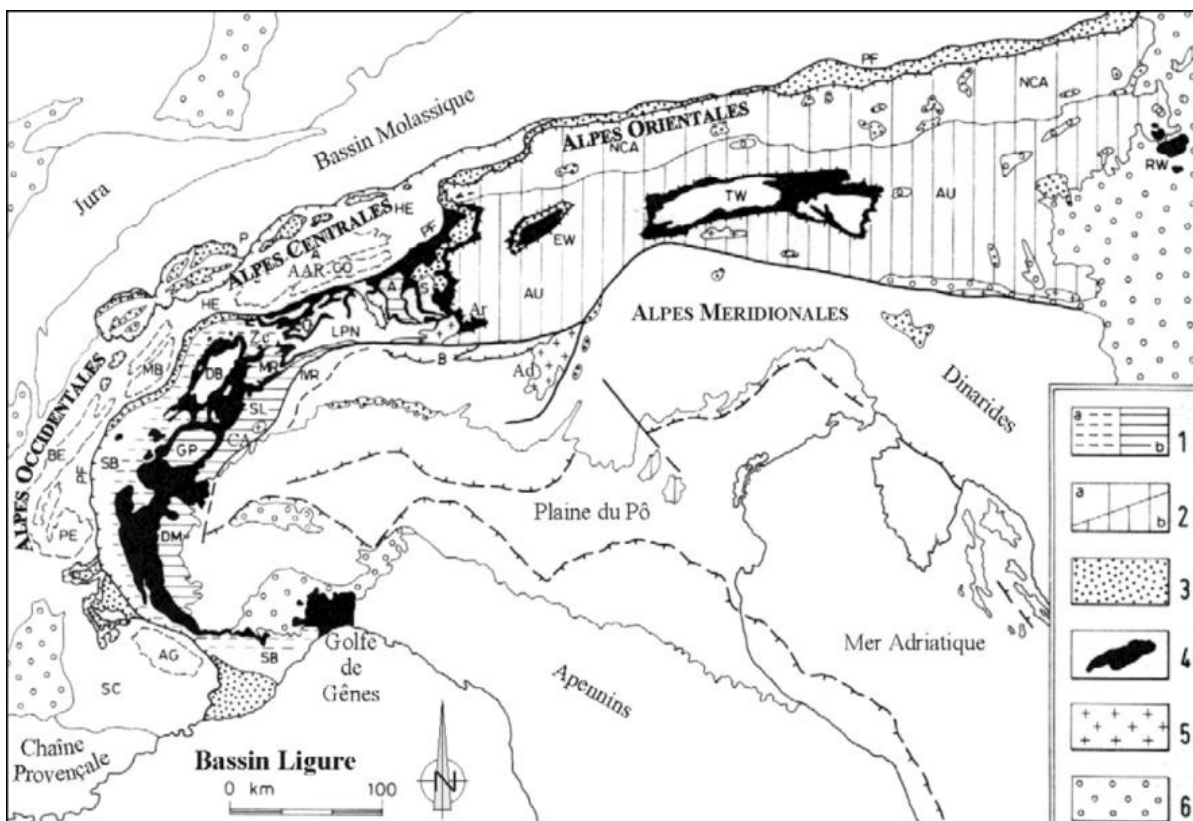 PF
NCA
ALPES ORIENTALES
NCA
Bassin Molassique
RW
Jura
HE
TW
AU
P
ALPES CENTRALES
PF
EW
A
AAR-GO
A
S
AU
ALPES MERIDIONALES
HE
Ar
LPN
Zc
B
Ad
MB
DB
MR
IVR
Dinarides
SL
ALPES OCCIDENTALES
CA
BE
SB
GP
PF
Plaine du Pô
PE
DM
Mer Adriatique
AG
SB
Golfe
de
Gênes
SC
Apennins
Chaîne
Provençale
Bassin Ligure
0 km 100
N
a
b
1
a
b
2
3
4
5
6